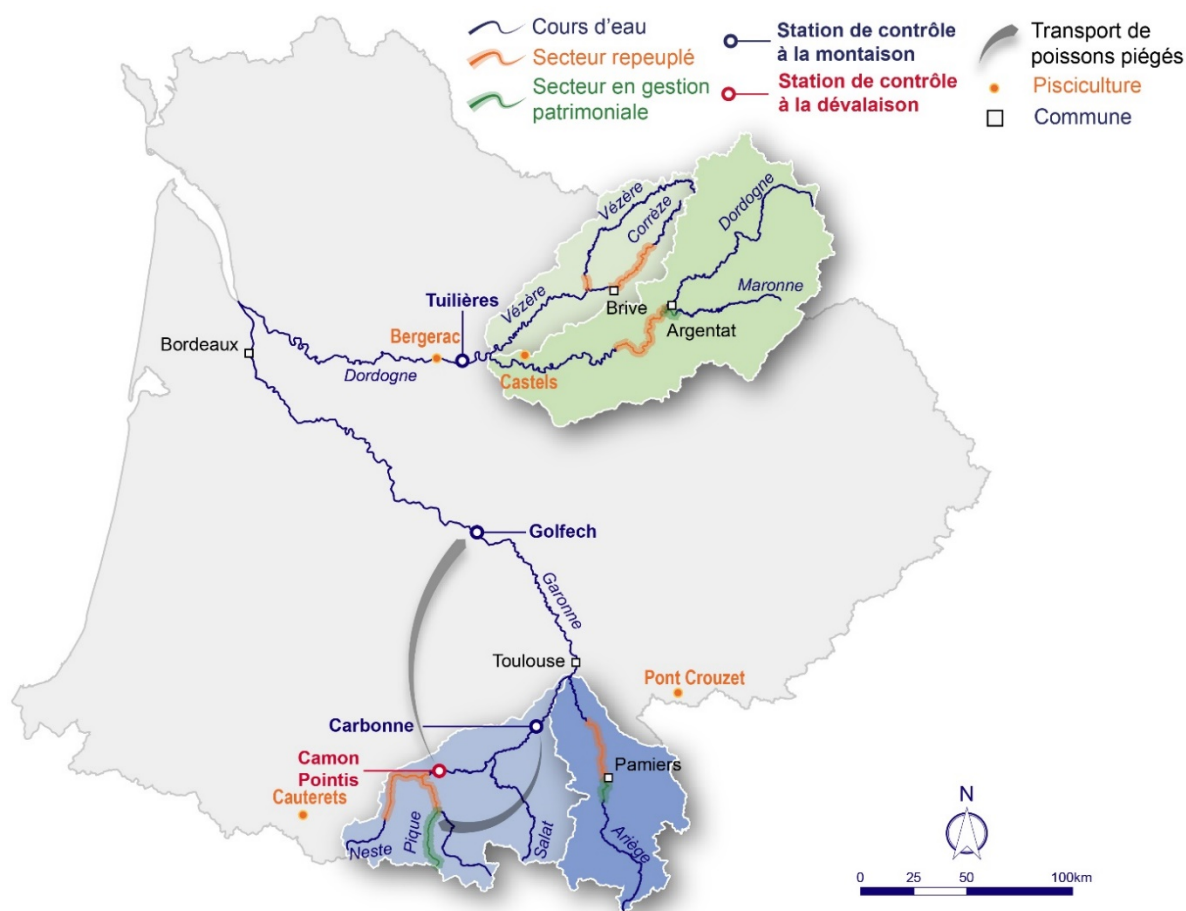 Cours d'eau
Secteur repeuplé
Secteur en gestion
patrimoniale
Station de contrôle
à la montaison
Station de contrôle
à la dévalaison
Transport de
poissons piégés
Pisciculture
Commune
Vézère
Corrèze
Dordogne
Maronne
Vézère
Brive
Argentat
Tuilières
Bergerac
Castels
Dordogne
Bordeaux
Golfech
Garonne
Toulouse
Pont Crouzet
Carbonne
Camon
Pointis
Pamiers
Cauterets
Neste
Pique
Salat
Ariège
N
0 25 50 100km